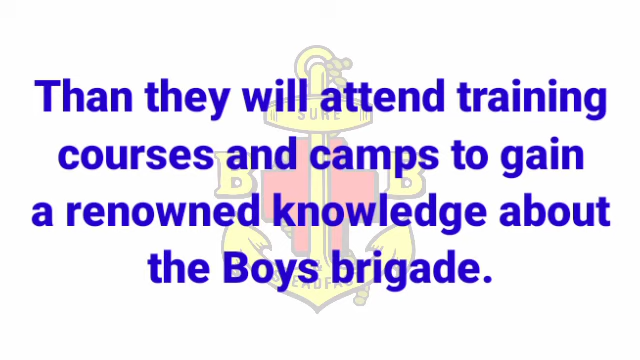 Than they will attend training
SURE
courses and camps to gain
B B
a renowned knowledge about
the Boys brigade.